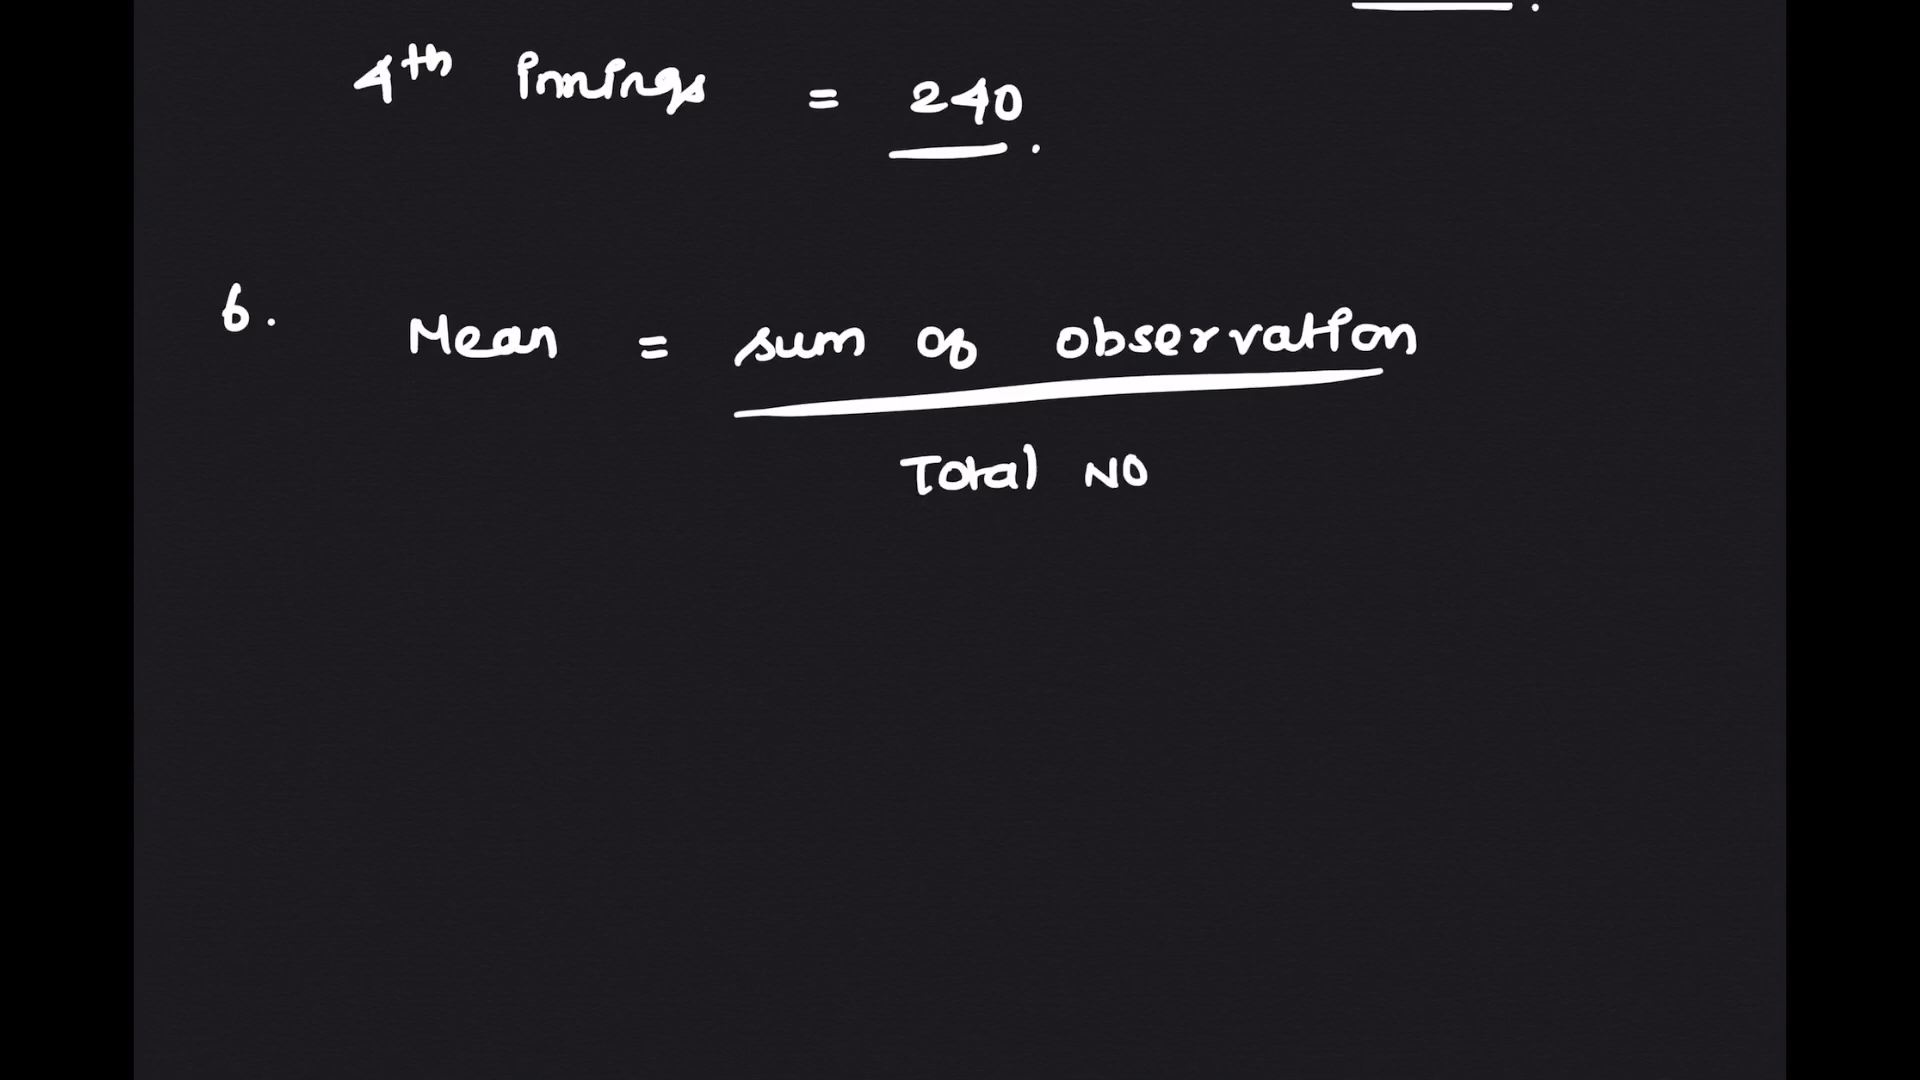 4th innings = 240.
6. Mean = sum of observation
Total NO